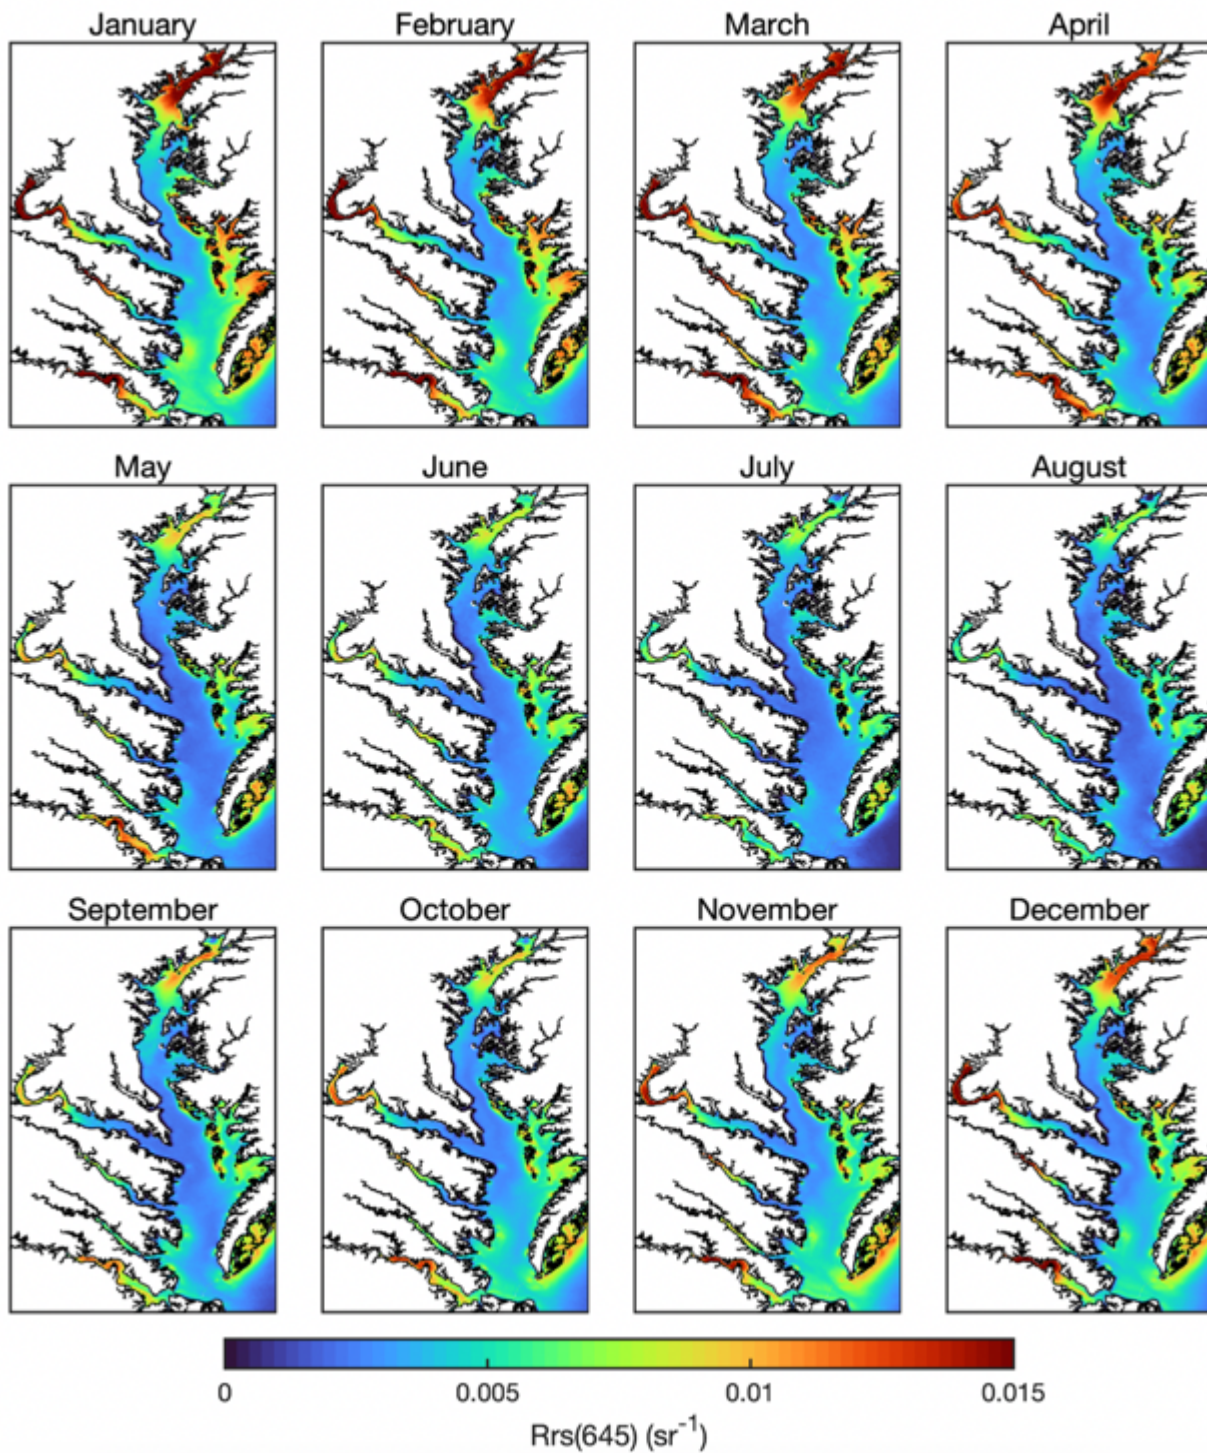 January February March April
May June July August
September October November December
0 0.005 0.01 0.015
Rrs(645) (sr⁻¹)